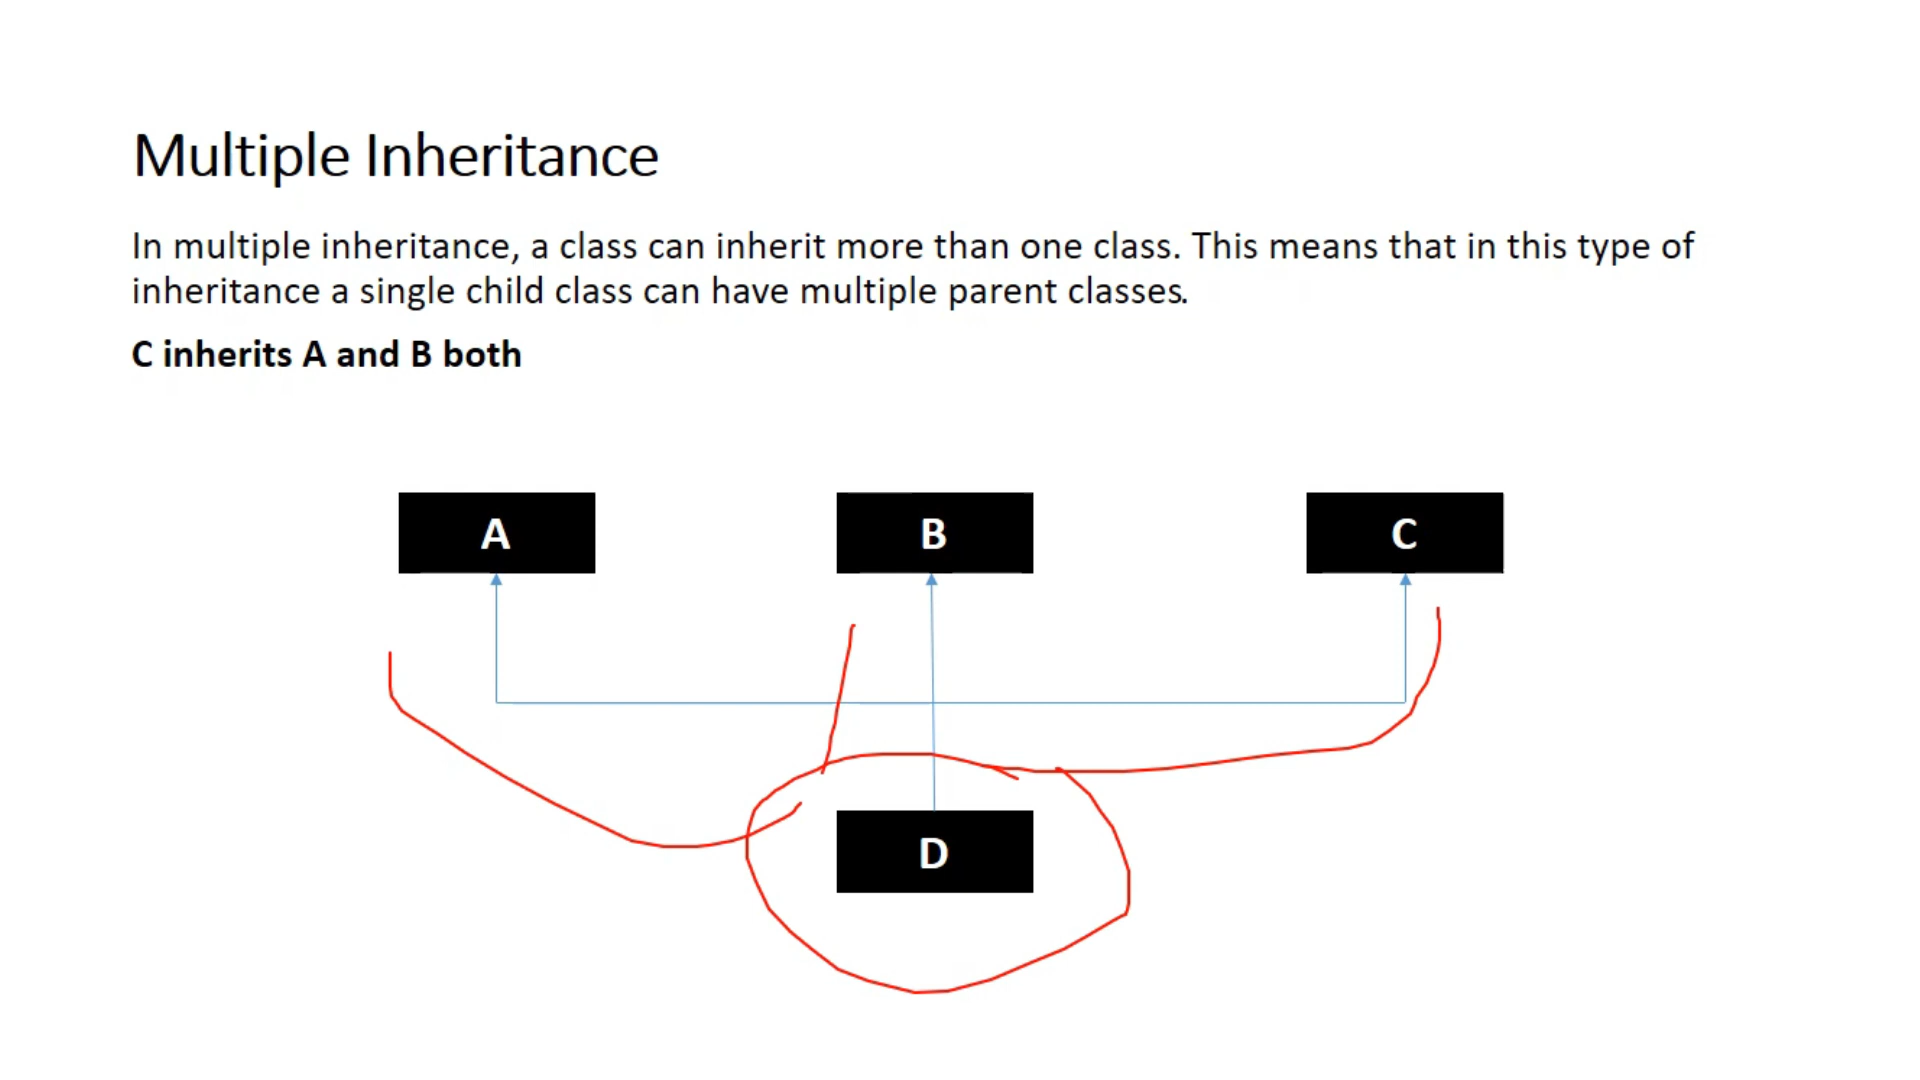 Multiple Inheritance
In multiple inheritance, a class can inherit more than one class. This means that in this type of
inheritance a single child class can have multiple parent classes.
C inherits A and B both
A B C
D